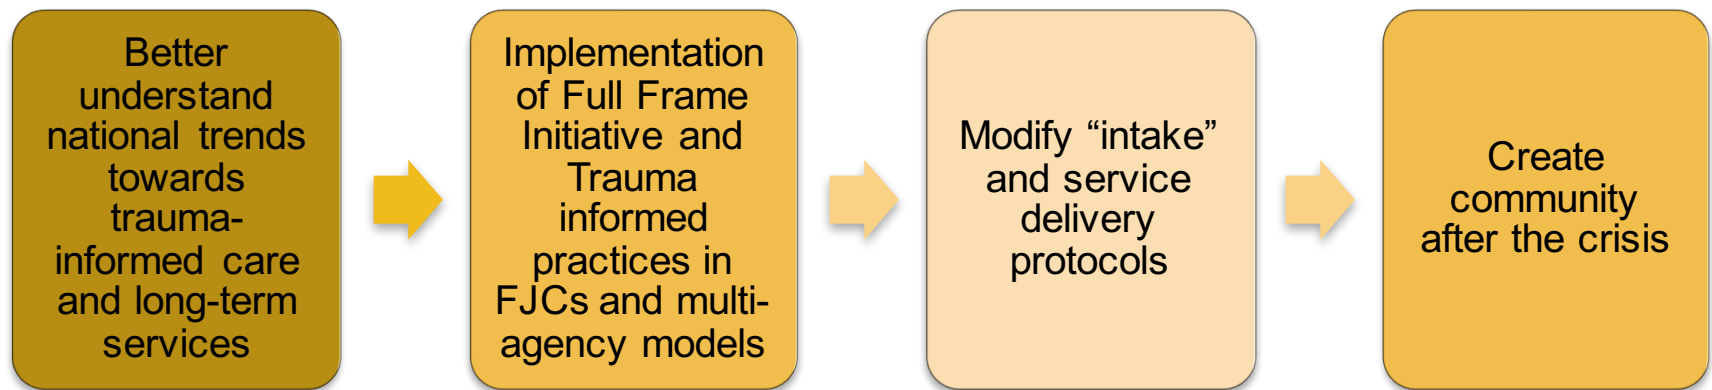 Better
understand
national trends
towards
trauma-
informed care
and long-term
services
Implementation
of Full Frame
Initiative and
Trauma
informed
practices in
FJCs and multi-
agency models
Modify “intake”
and service
delivery
protocols
Create
community
after the crisis